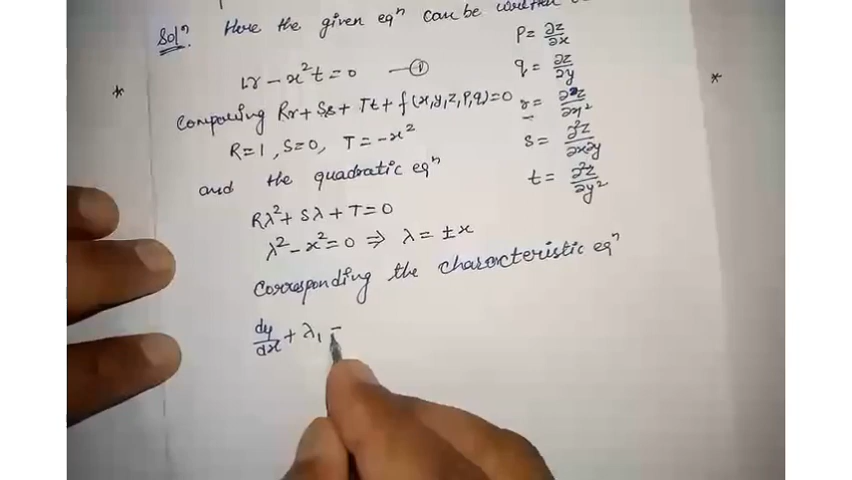 Solⁿ. Here the given eqⁿ can be written
P = ∂z/∂x
q = ∂z/∂y
1r - x²t = 0 —①
Comparing Rr + Ss + Tt + f(x,y,z,p,q) = 0
r = ∂²z/∂x²
R = 1, S = 0, T = -x²
s = ∂²z/∂x∂y
and the quadratic eqⁿ
t = ∂²z/∂y²
Rλ² + Sλ + T = 0
λ² - x² = 0 ⇒ λ = ±x
Corresponding the characteristic eqⁿ
dy/dx + λ₁ =
*
*